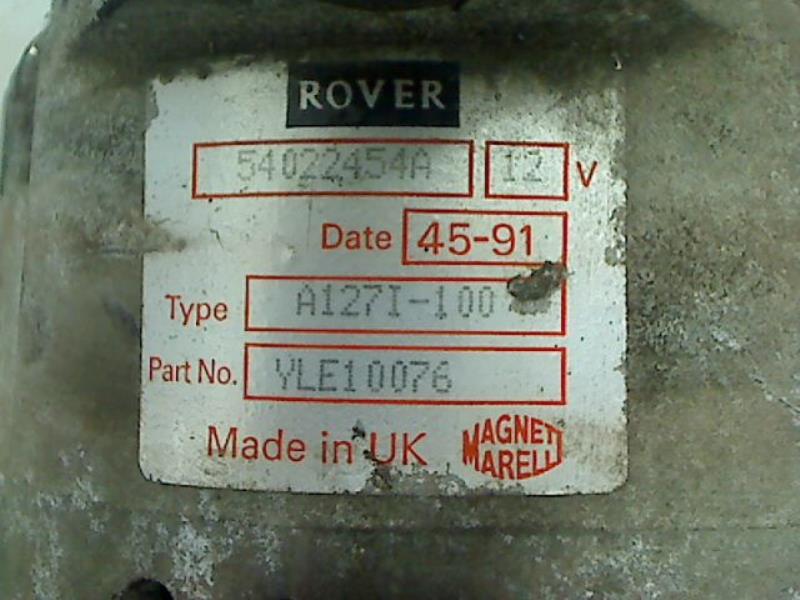 ROVER
54022454A 12 V
Date 45-91
Type A127I-100
Part No. YLE10076
Made in UK MAGNETI MARELLI